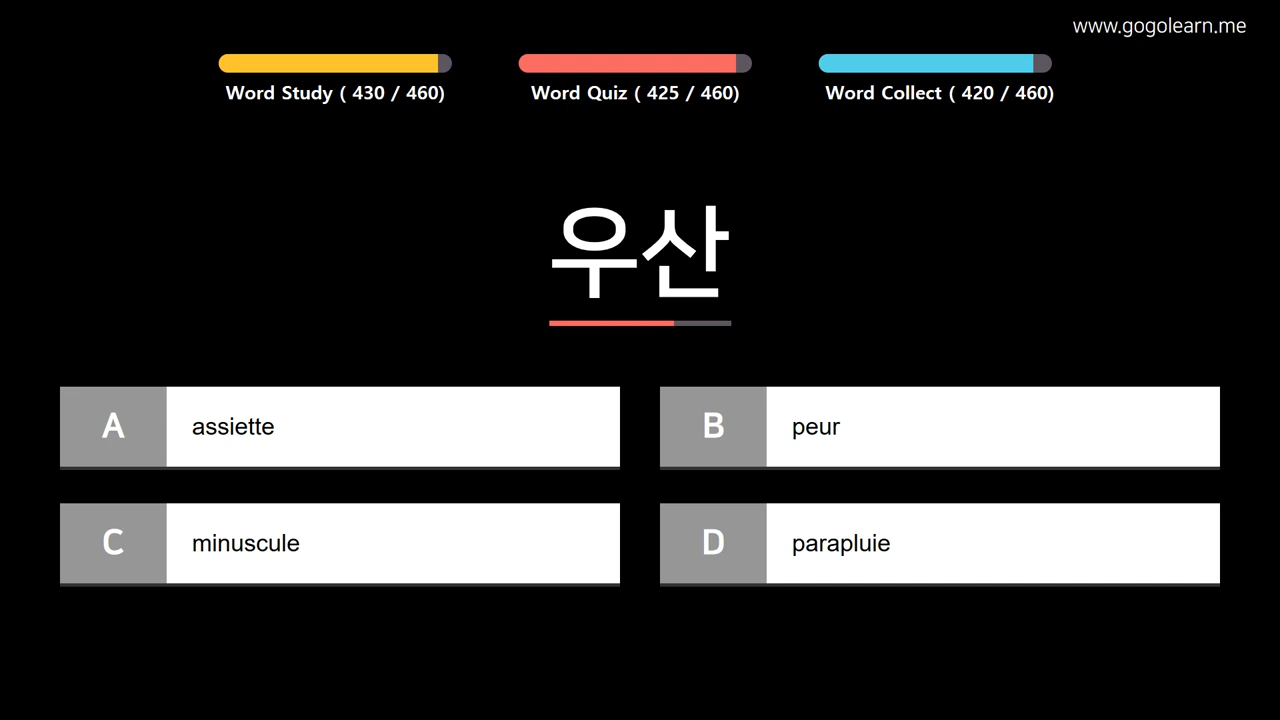 www.gogolearn.me
Word Study ( 430 / 460)
Word Quiz ( 425 / 460)
Word Collect ( 420 / 460)
우산
A assiette
B peur
C minuscule
D parapluie